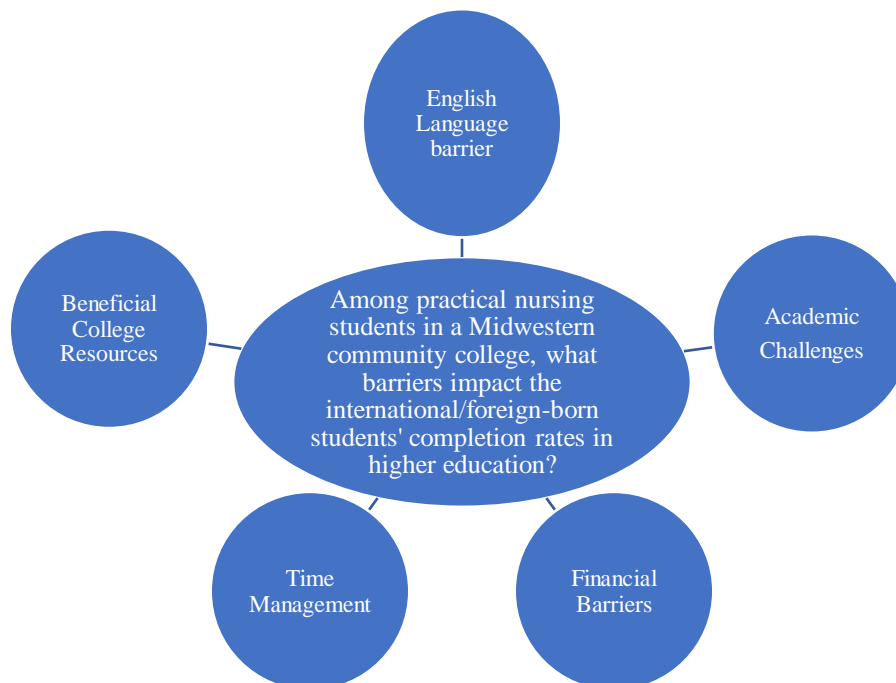 English
Language
barrier
Beneficial
College
Resources
Among practical nursing
students in a Midwestern
community college, what
barriers impact the
international/foreign-born
students' completion rates in
higher education?
Academic
Challenges
Time
Management
Financial
Barriers